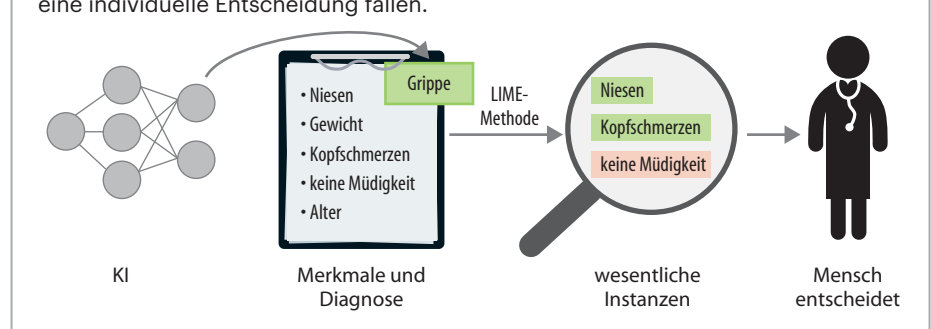 eine individuelle Entscheidung fällen.
Grippe
• Niesen
• Gewicht
• Kopfschmerzen
• keine Müdigkeit
• Alter
LIME-
Methode
Niesen
Kopfschmerzen
keine Müdigkeit
KI
Merkmale und
Diagnose
wesentliche
Instanzen
Mensch
entscheidet